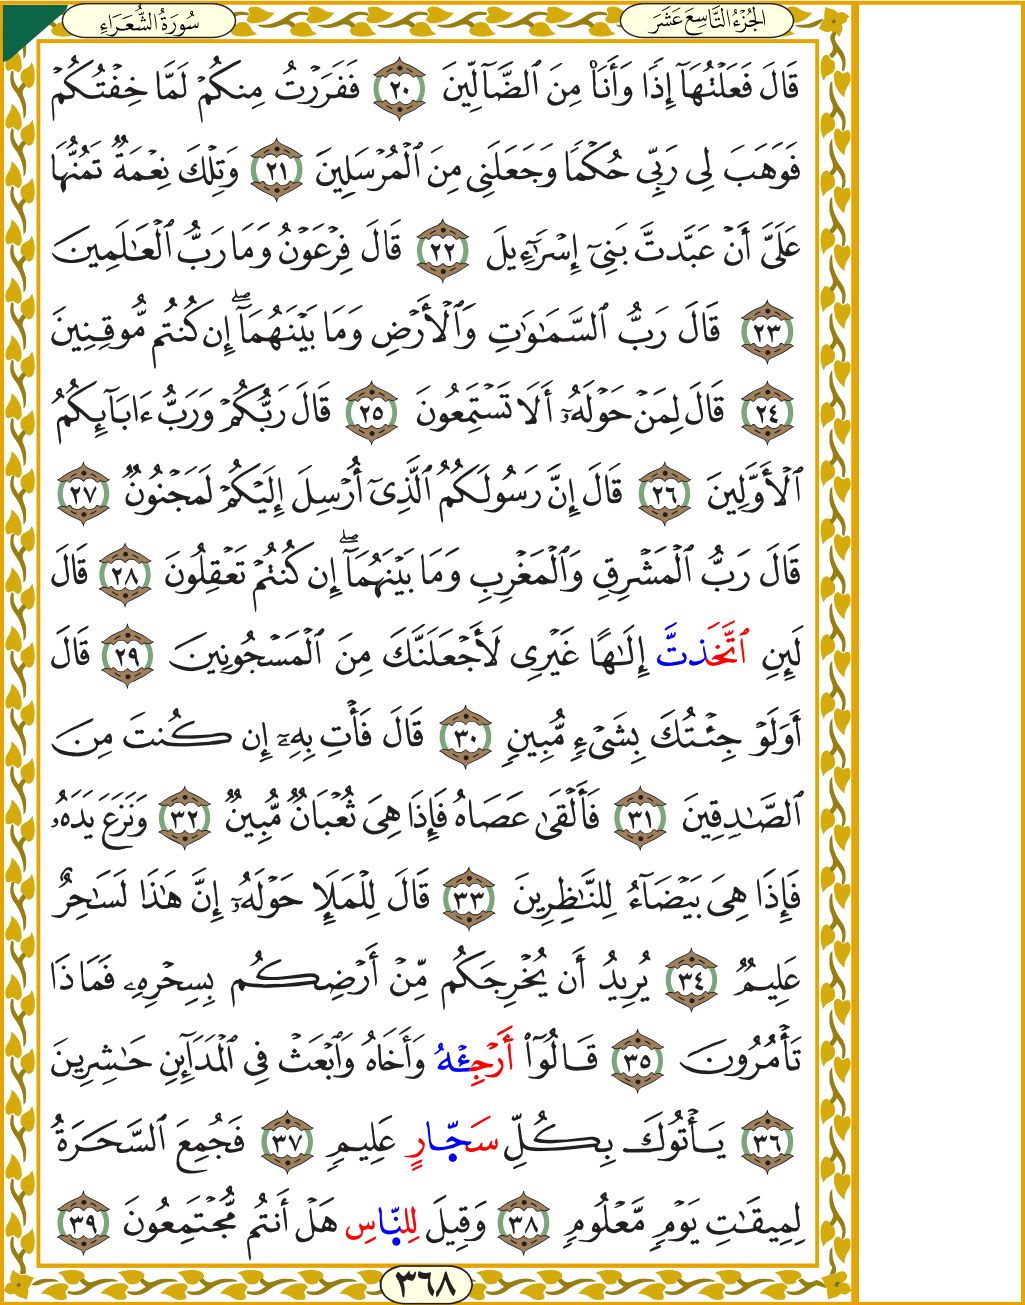 الجُزْءُ التَّاسِعَ عَشَرَ
سُورَةُ الشُّعَرَاءِ
قَالَ فَعَلْتُهَآ إِذًا وَأَنَا۠ مِنَ ٱلضَّآلِّينَ ٢٠ فَفَرَرْتُ مِنكُمْ لَمَّا خِفْتُكُمْ
فَوَهَبَ لِى رَبِّى حُكْمًا وَجَعَلَنِى مِنَ ٱلْمُرْسَلِينَ ٢١ وَتِلْكَ نِعْمَةٌ تَمُنُّهَا
عَلَىَّ أَنْ عَبَّدتَّ بَنِىٓ إِسْرَٰٓءِيلَ ٢٢ قَالَ فِرْعَوْنُ وَمَا رَبُّ ٱلْعَـٰلَمِينَ
٢٣ قَالَ رَبُّ ٱلسَّمَـٰوَٰتِ وَٱلْأَرْضِ وَمَا بَيْنَهُمَآ ۖ إِن كُنتُم مُّوقِنِينَ
٢٤ قَالَ لِمَنْ حَوْلَهُۥٓ أَلَا تَسْتَمِعُونَ ٢٥ قَالَ رَبُّكُمْ وَرَبُّ ءَابَآئِكُمُ
ٱلْأَوَّلِينَ ٢٦ قَالَ إِنَّ رَسُولَكُمُ ٱلَّذِىٓ أُرْسِلَ إِلَيْكُمْ لَمَجْنُونٌ ٢٧
قَالَ رَبُّ ٱلْمَشْرِقِ وَٱلْمَغْرِبِ وَمَا بَيْنَهُمَآ ۖ إِن كُنتُمْ تَعْقِلُونَ ٢٨ قَالَ
لَئِنِ ٱتَّخَذتَّ إِلَـٰهًا غَيْرِى لَأَجْعَلَنَّكَ مِنَ ٱلْمَسْجُونِينَ ٢٩ قَالَ
أَوَلَوْ جِئْتُكَ بِشَىْءٍ مُّبِينٍ ٣٠ قَالَ فَأْتِ بِهِۦٓ إِن كُنتَ مِنَ
ٱلصَّـٰدِقِينَ ٣١ فَأَلْقَىٰ عَصَاهُ فَإِذَا هِىَ ثُعْبَانٌ مُّبِينٌ ٣٢ وَنَزَعَ يَدَهُۥ
فَإِذَا هِىَ بَيْضَآءُ لِلنَّـٰظِرِينَ ٣٣ قَالَ لِلْمَلَإِ حَوْلَهُۥٓ إِنَّ هَـٰذَا لَسَـٰحِرٌ
عَلِيمٌ ٣٤ يُرِيدُ أَن يُخْرِجَكُم مِّنْ أَرْضِكُم بِسِحْرِهِۦ فَمَاذَا
تَأْمُرُونَ ٣٥ قَالُوٓا۟ أَرْجِئْهُ وَأَخَاهُ وَٱبْعَثْ فِى ٱلْمَدَآئِنِ حَـٰشِرِينَ
٣٦ يَأْتُوكَ بِكُلِّ سَحَّارٍ عَلِيمٍ ٣٧ فَجُمِعَ ٱلسَّحَرَةُ
لِمِيقَـٰتِ يَوْمٍ مَّعْلُومٍ ٣٨ وَقِيلَ لِلنَّاسِ هَلْ أَنتُم مُّجْتَمِعُونَ ٣٩
٣٦٨